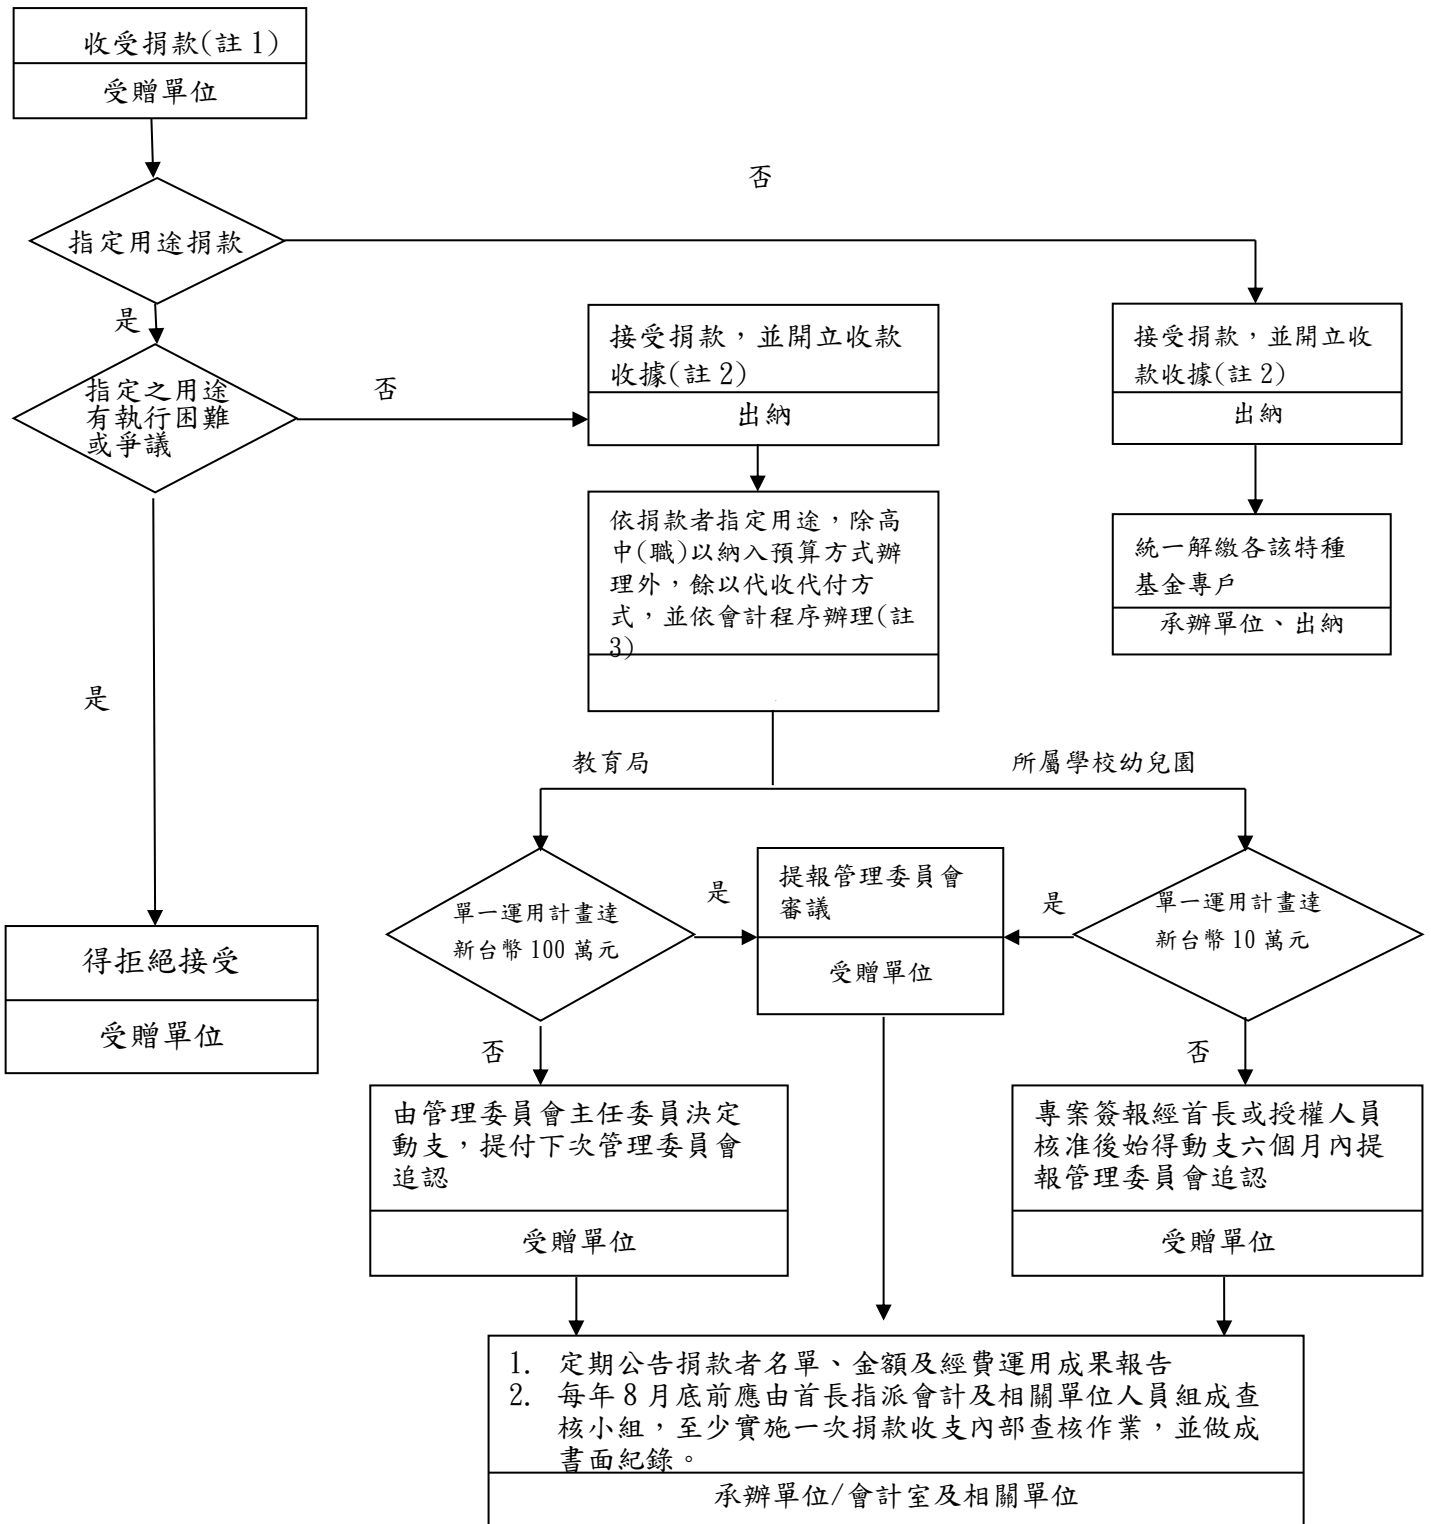 收受捐款(註 1)
受贈單位
否
指定用途捐款
是
指定之用途
有執行困難
或爭議
否
接受捐款，並開立收款
收據(註 2)
出納
接受捐款，並開立收
款收據(註 2)
出納
依捐款者指定用途，除高
中(職)以納入預算方式辦
理外，餘以代收代付方
式，並依會計程序辦理(註
3)
統一解繳各該特種
基金專戶
承辦單位、出納
是
教育局
所屬學校幼兒園
單一運用計畫達
新台幣 100 萬元
是
提報管理委員會
審議
受贈單位
是
單一運用計畫達
新台幣 10 萬元
得拒絕接受
受贈單位
否
否
由管理委員會主任委員決定
動支，提付下次管理委員會
追認
受贈單位
專案簽報經首長或授權人員
核准後始得動支六個月內提
報管理委員會追認
受贈單位
1. 定期公告捐款者名單、金額及經費運用成果報告
2. 每年 8 月底前應由首長指派會計及相關單位人員組成查
核小組，至少實施一次捐款收支內部查核作業，並做成
書面紀錄。
承辦單位/會計室及相關單位